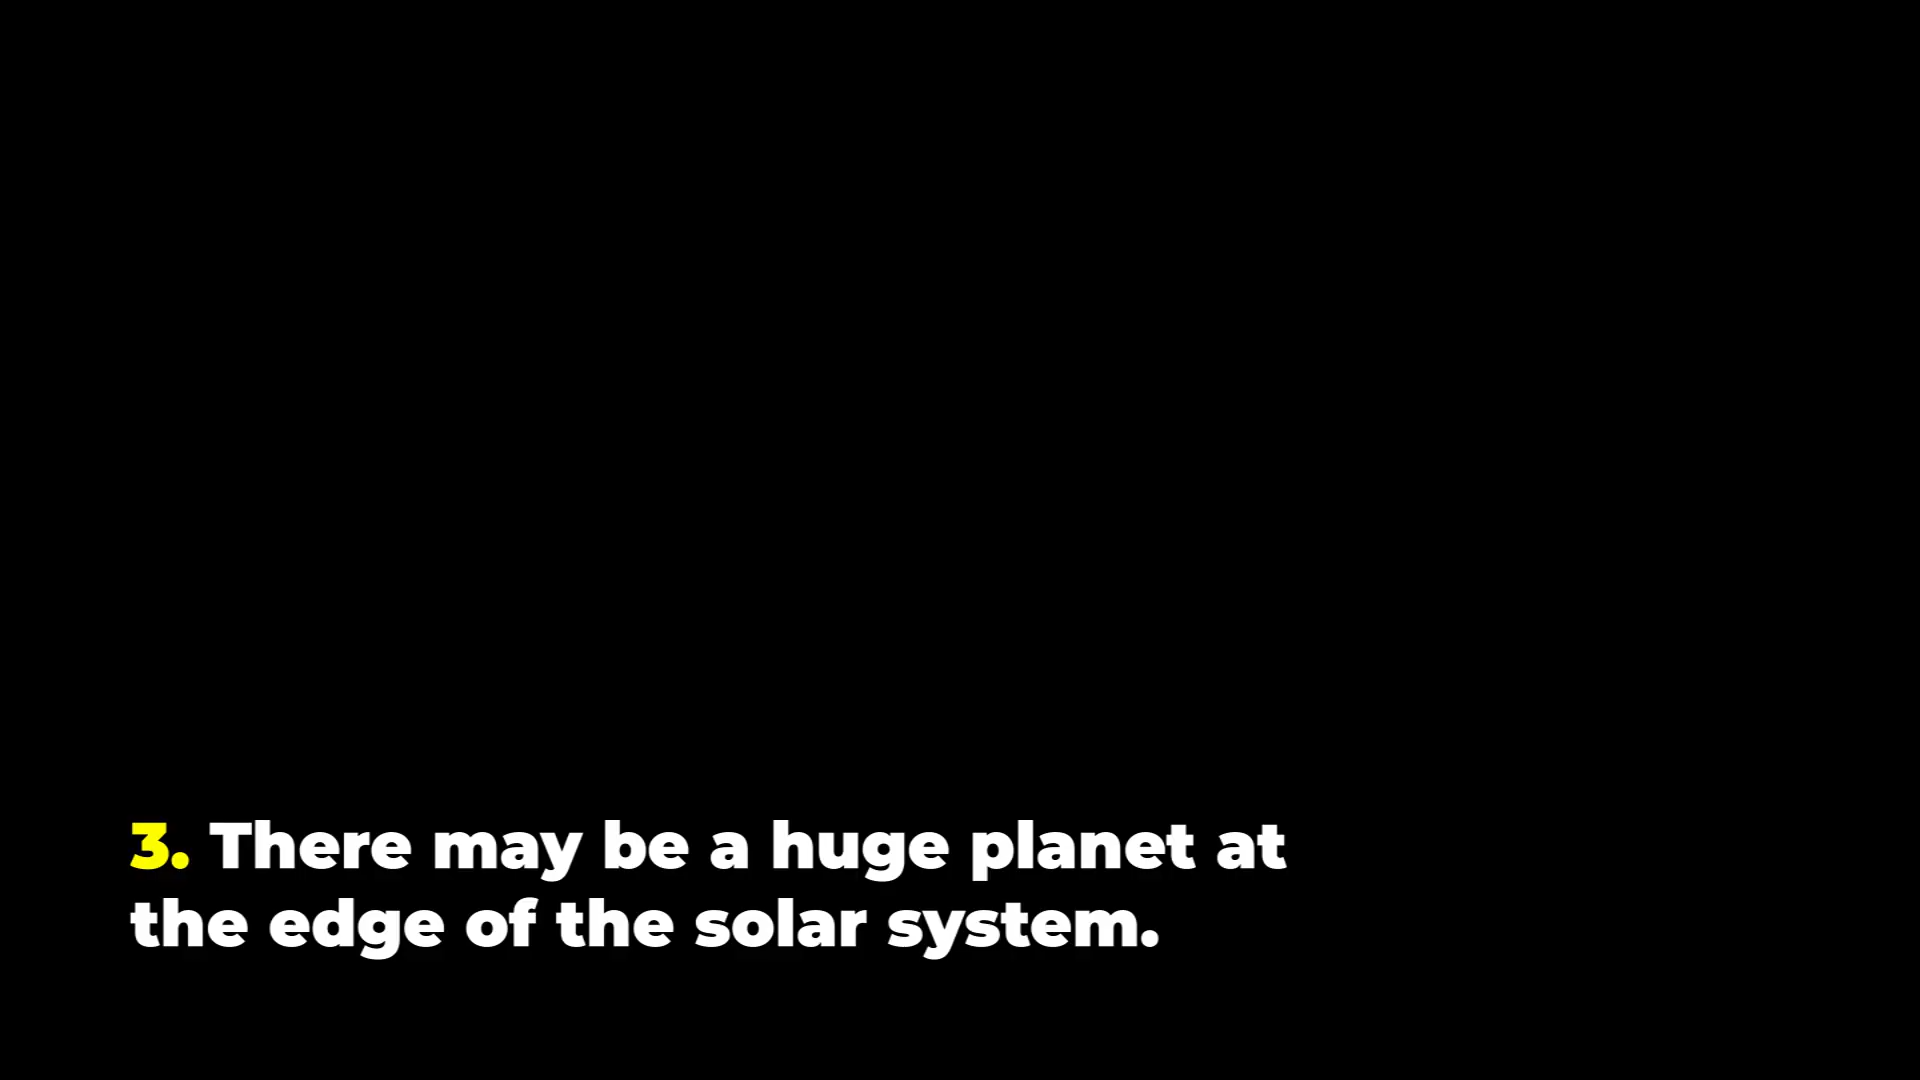 3. There may be a huge planet at
the edge of the solar system.